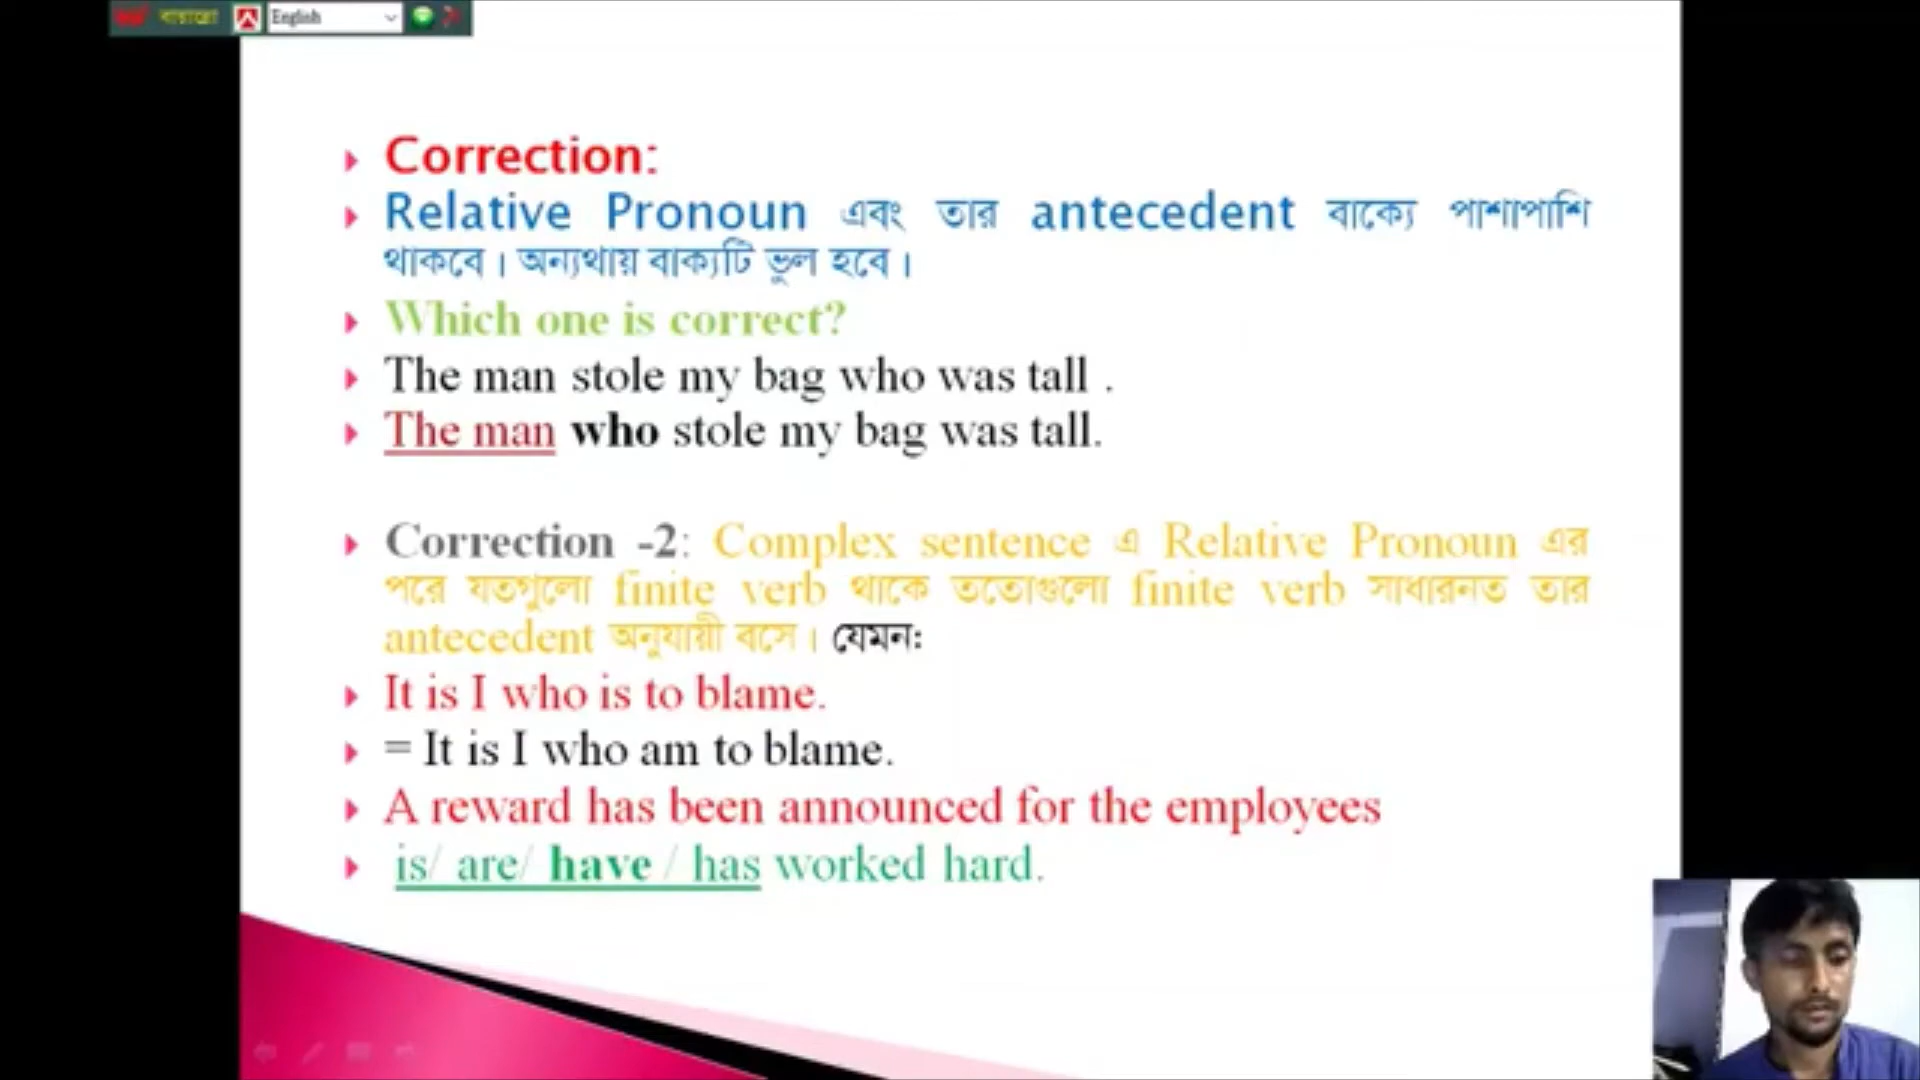 English
Correction:
Relative Pronoun এবং তার antecedent বাক্যে পাশাপাশি
থাকবে। অন্যথায় বাক্যটি ভুল হবে।
Which one is correct?
The man stole my bag who was tall .
The man who stole my bag was tall.
Correction -2: Complex sentence এ Relative Pronoun এর
পরে যতগুলো finite verb থাকে ততোগুলো finite verb সাধারনত তার
antecedent অনুযায়ী বসে। যেমন:
It is I who is to blame.
= It is I who am to blame.
A reward has been announced for the employees
is/ are/ have / has worked hard.